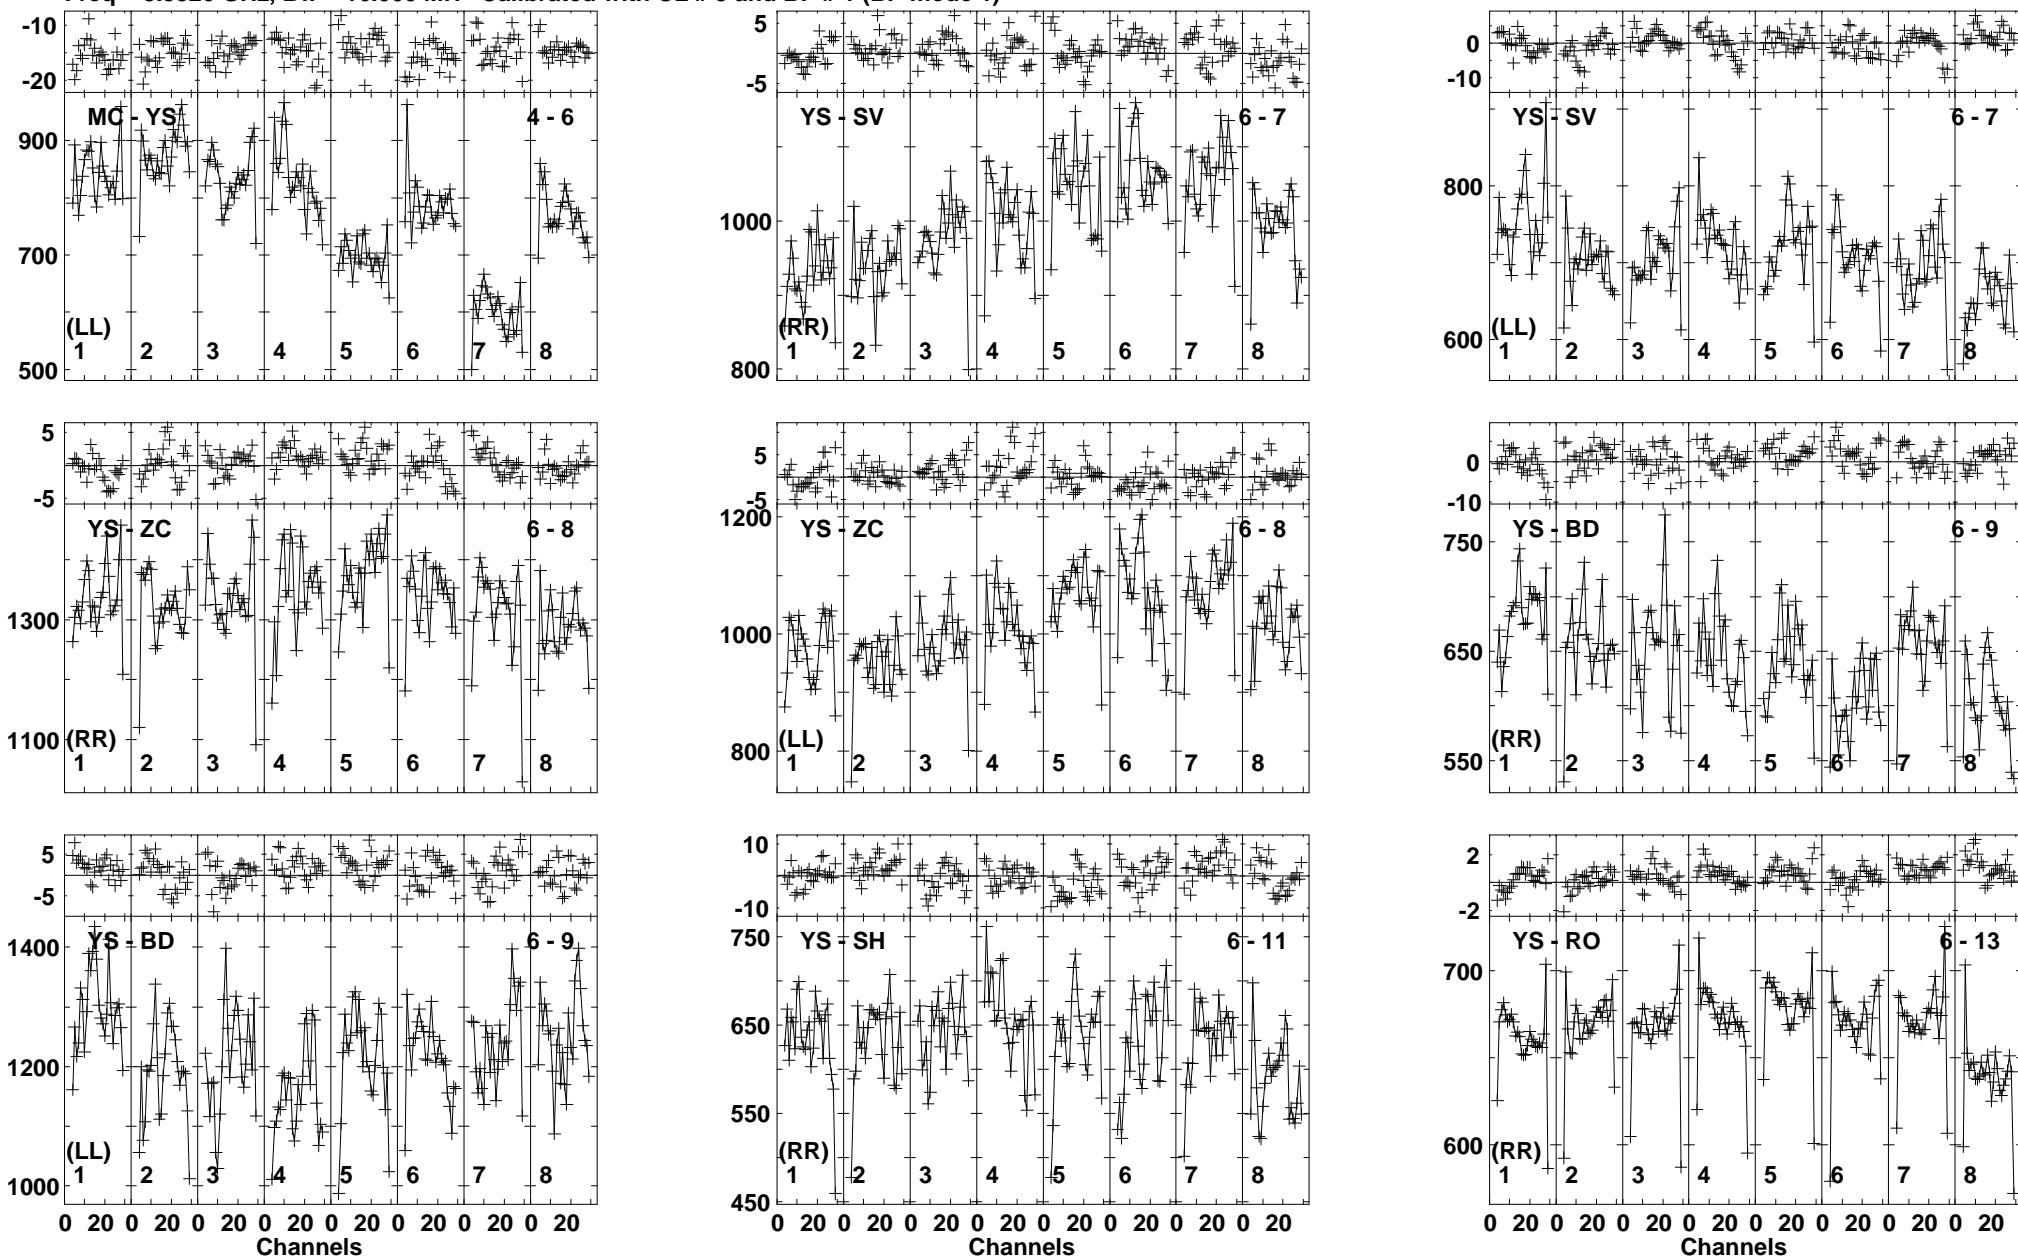 -10
-20
MC - YS 4 - 6
900
700
500
(LL)
1 2 3 4 5 6 7 8
5
-5
YS - SV 6 - 7
1000
800
(RR)
1 2 3 4 5 6 7 8
0
-10
YS - SV 6 - 7
800
600
(LL)
1 2 3 4 5 6 7 8
5
-5
YS - ZC 6 - 8
1300
1100
(RR)
1 2 3 4 5 6 7 8
5
-5
1200
YS - ZC 6 - 8
1000
800
(LL)
1 2 3 4 5 6 7 8
0
-10
750
YS - BD 6 - 9
650
550
(RR)
1 2 3 4 5 6 7 8
5
-5
1400
YS - BD 6 - 9
1200
1000
(LL)
1 2 3 4 5 6 7 8
0 20 0 20 0 20 0 20 0 20 0 20 0 20 0 20
Channels
10
-10
750
YS - SH 6 - 11
650
550
450
(RR)
1 2 3 4 5 6 7 8
0 20 0 20 0 20 0 20 0 20 0 20 0 20 0 20
Channels
2
-2
YS - RO 6 - 13
700
600
(RR)
1 2 3 4 5 6 7 8
0 20 0 20 0 20 0 20 0 20 0 20 0 20 0 20
Channels